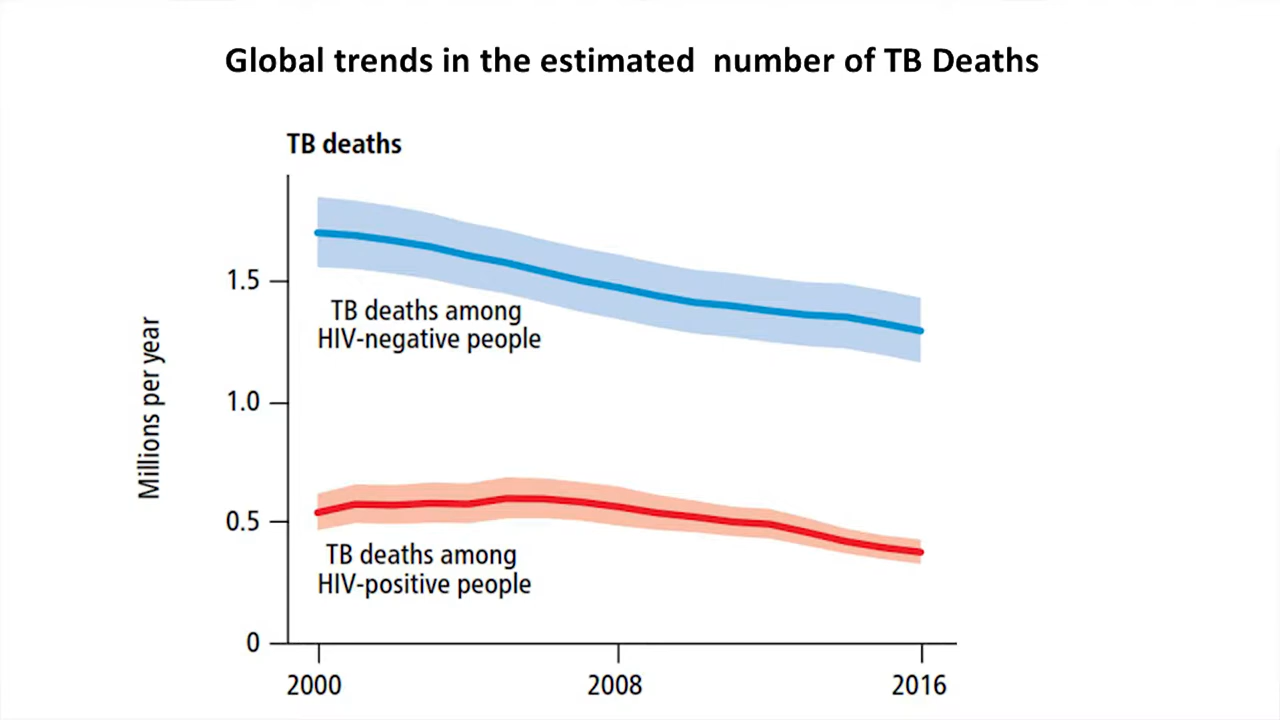 Global trends in the estimated  number of TB Deaths
TB deaths
Millions per year
1.5
1.0
0.5
0
TB deaths among
HIV-negative people
TB deaths among
HIV-positive people
2000
2008
2016